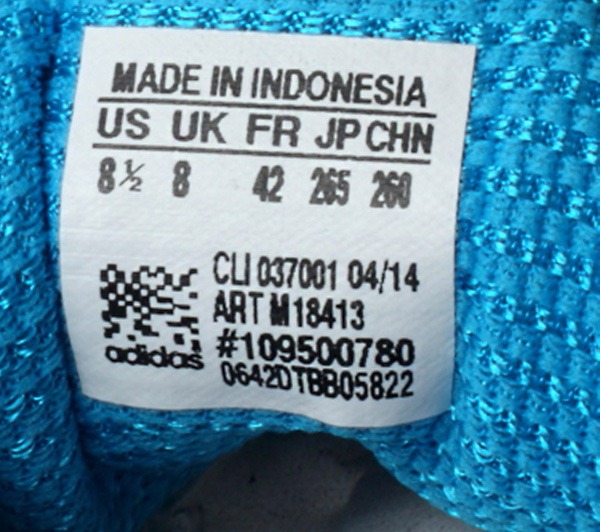 MADE IN INDONESIA
US UK FR JP CHN
8½ 8 42 265 260
CLI 037001 04/14
ART M18413
#109500780
0642DTBB05822
adidas